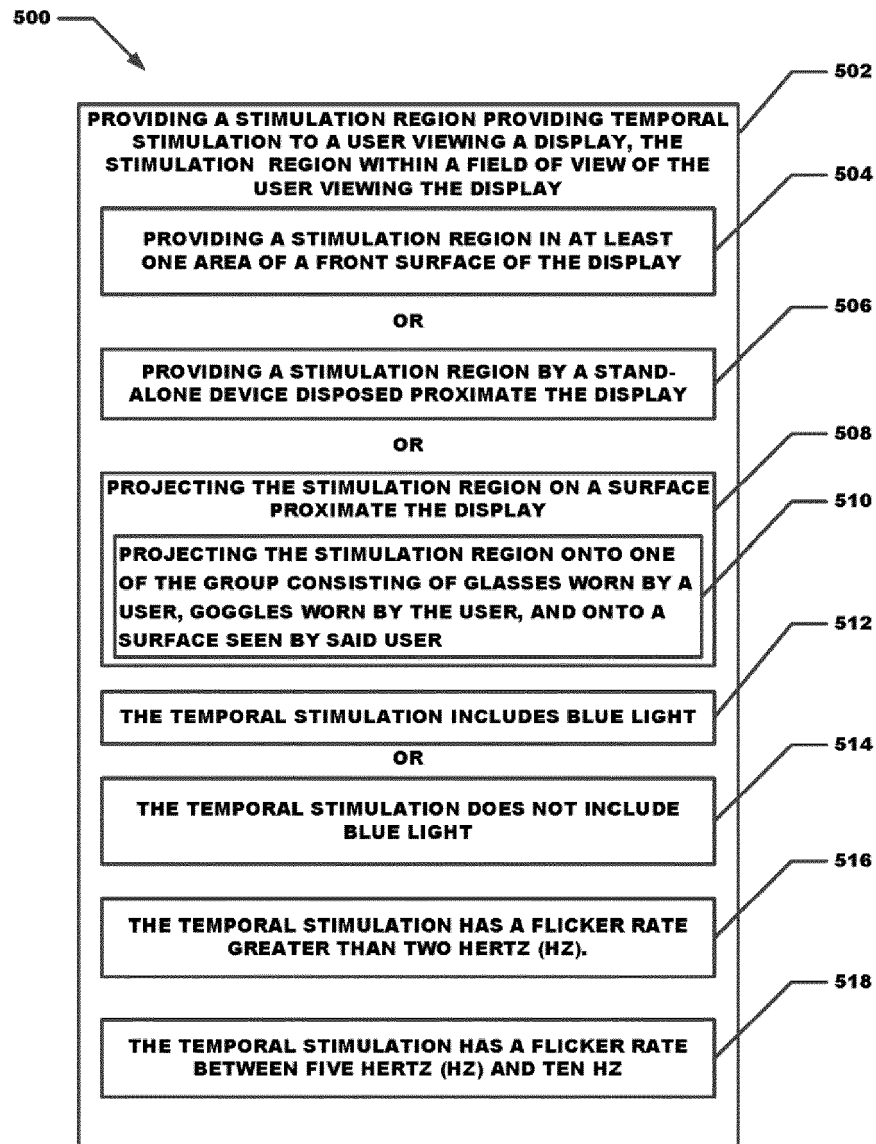 500
502
PROVIDING A STIMULATION REGION PROVIDING TEMPORAL
STIMULATION TO A USER VIEWING A DISPLAY, THE
STIMULATION REGION WITHIN A FIELD OF VIEW OF THE
USER VIEWING THE DISPLAY
504
PROVIDING A STIMULATION REGION IN AT LEAST
ONE AREA OF A FRONT SURFACE OF THE DISPLAY
OR
506
PROVIDING A STIMULATION REGION BY A STAND-
ALONE DEVICE DISPOSED PROXIMATE THE DISPLAY
OR
508
PROJECTING THE STIMULATION REGION ON A SURFACE
PROXIMATE THE DISPLAY
510
PROJECTING THE STIMULATION REGION ONTO ONE
OF THE GROUP CONSISTING OF GLASSES WORN BY A
USER, GOGGLES WORN BY THE USER, AND ONTO A
SURFACE SEEN BY SAID USER
512
THE TEMPORAL STIMULATION INCLUDES BLUE LIGHT
OR
514
THE TEMPORAL STIMULATION DOES NOT INCLUDE
BLUE LIGHT
516
THE TEMPORAL STIMULATION HAS A FLICKER RATE
GREATER THAN TWO HERTZ (HZ).
518
THE TEMPORAL STIMULATION HAS A FLICKER RATE
BETWEEN FIVE HERTZ (HZ) AND TEN HZ